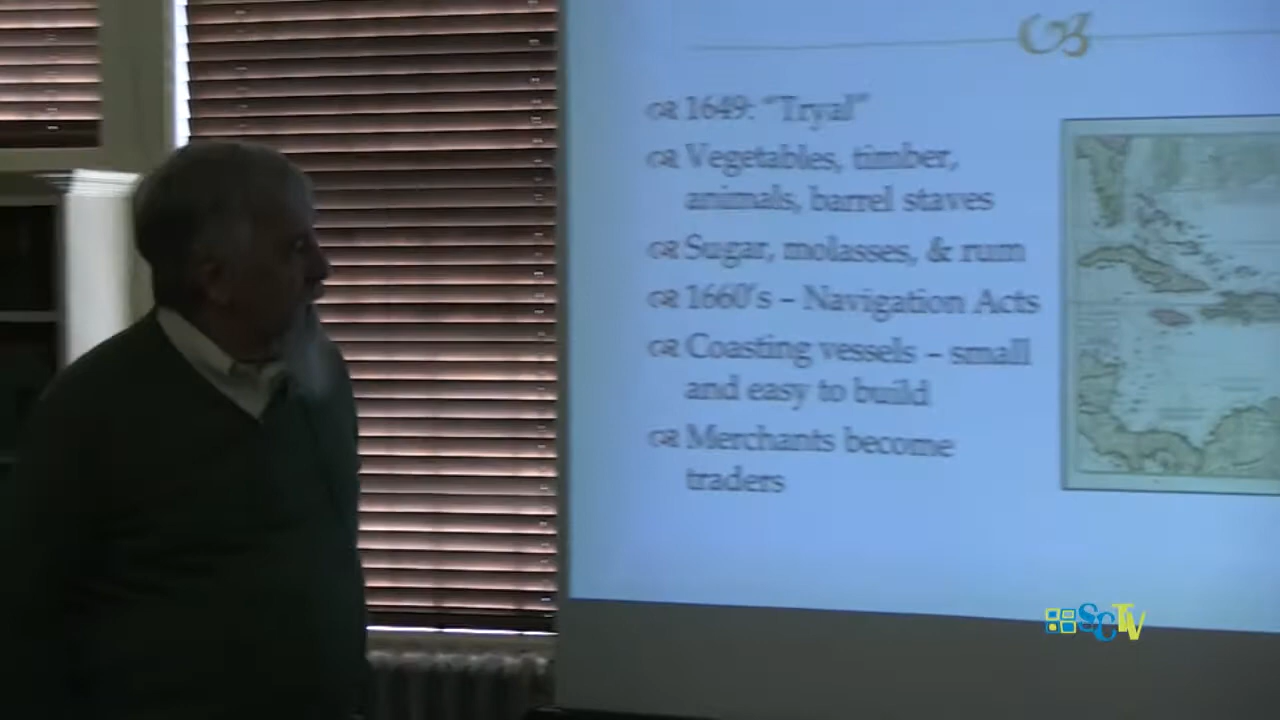 1649: "Tryal"
Vegetables, timber,
animals, barrel staves
Sugar, molasses, & rum
1660's – Navigation Acts
Coasting vessels – small
and easy to build
Merchants become
traders
SCTV